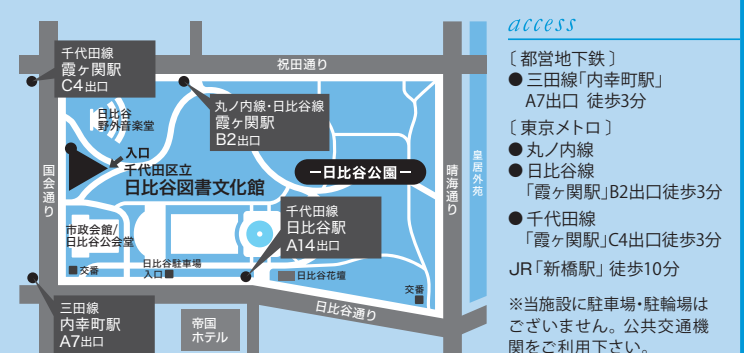 千代田線
霞ヶ関駅
C4出口
祝田通り
丸ノ内線・日比谷線
霞ヶ関駅
B2出口
日比谷
野外音楽堂
入口
千代田区立
日比谷図書文化館
日比谷公園
国会通り
晴海通り
皇居外苑
千代田線
日比谷駅
A14出口
市政会館/
日比谷公会堂
交番
日比谷駐車場
入口
日比谷花壇
交番
日比谷通り
三田線
内幸町駅
A7出口
帝国
ホテル
access
〔都営地下鉄〕
●三田線「内幸町駅」
A7出口 徒歩3分
〔東京メトロ〕
●丸ノ内線
●日比谷線
「霞ヶ関駅」B2出口徒歩3分
●千代田線
「霞ヶ関駅」C4出口徒歩3分
JR「新橋駅」徒歩10分
※当施設に駐車場・駐輪場は
ございません。公共交通機
関をご利用下さい。